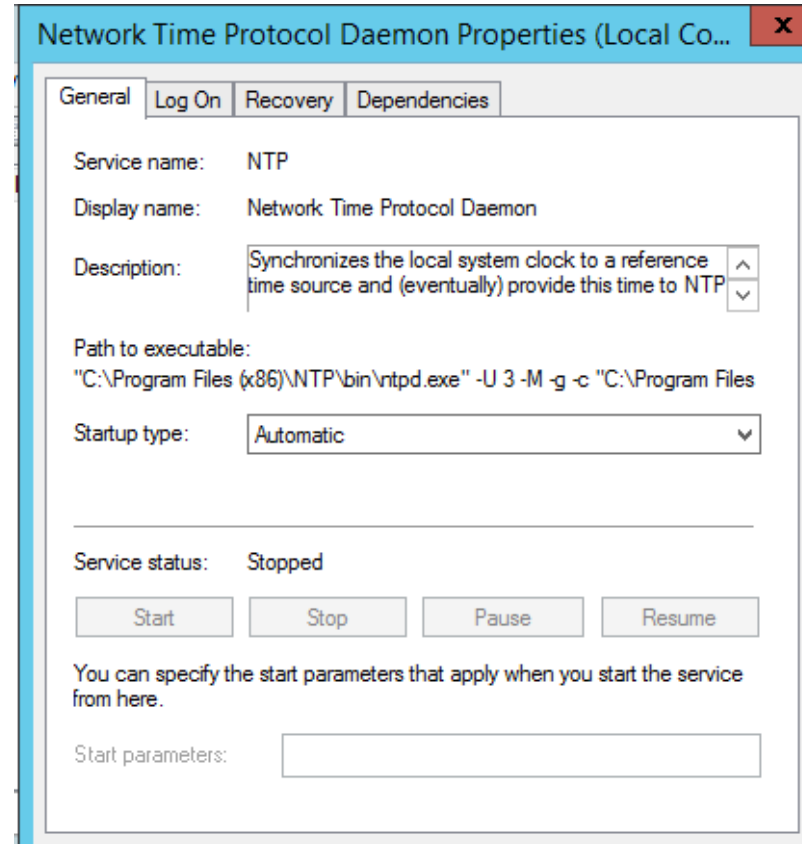 Network Time Protocol Daemon Properties (Local Co...
x
General Log On Recovery Dependencies
Service name: NTP
Display name: Network Time Protocol Daemon
Description: Synchronizes the local system clock to a reference
time source and (eventually) provide this time to NTP
Path to executable:
"C:\Program Files (x86)\NTP\bin\ntpd.exe" -U 3 -M -g -c "C:\Program Files
Startup type: Automatic
Service status: Stopped
Start Stop Pause Resume
You can specify the start parameters that apply when you start the service
from here.
Start parameters: